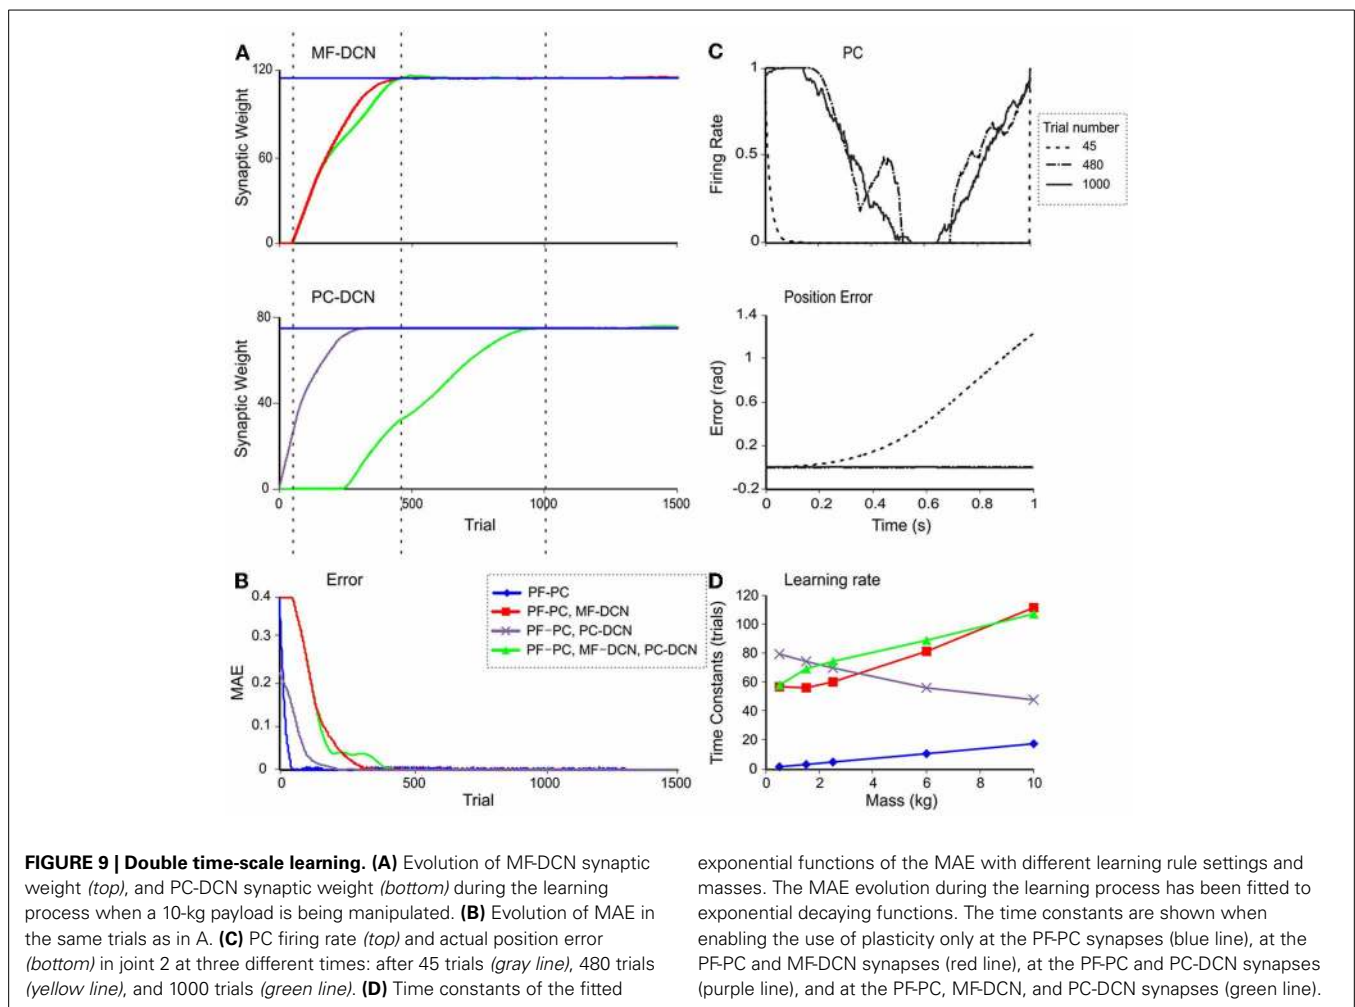 A
MF-DCN
120
60
0
Synaptic Weight
PC-DCN
80
40
0
Synaptic Weight
0
500
1000
1500
Trial
C
PC
1
0.5
0
Firing Rate
Trial number
45
480
1000
Position Error
1.4
1
0.6
0.2
-0.2
Error (rad)
0
0.2
0.4
0.6
0.8
1
Time (s)
B
Error
0.4
0.3
0.2
0.1
0
MAE
0
500
1000
1500
Trial
PF-PC
PF-PC, MF-DCN
PF-PC, PC-DCN
PF-PC, MF-DCN, PC-DCN
D
Learning rate
120
100
80
60
40
20
0
Time Constants (trials)
0
2
4
6
8
10
Mass (kg)
FIGURE 9 | Double time-scale learning. (A) Evolution of MF-DCN synaptic
weight (top), and PC-DCN synaptic weight (bottom) during the learning
process when a 10-kg payload is being manipulated. (B) Evolution of MAE in
the same trials as in A. (C) PC firing rate (top) and actual position error
(bottom) in joint 2 at three different times: after 45 trials (gray line), 480 trials
(yellow line), and 1000 trials (green line). (D) Time constants of the fitted
exponential functions of the MAE with different learning rule settings and
masses. The MAE evolution during the learning process has been fitted to
exponential decaying functions. The time constants are shown when
enabling the use of plasticity only at the PF-PC synapses (blue line), at the
PF-PC and MF-DCN synapses (red line), at the PF-PC and PC-DCN synapses
(purple line), and at the PF-PC, MF-DCN, and PC-DCN synapses (green line).